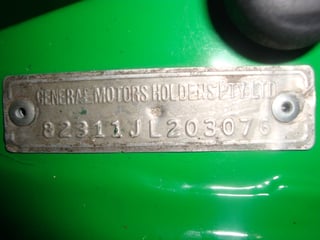 GENERAL MOTORS HOLDENS PTY LTD
82311JL203076